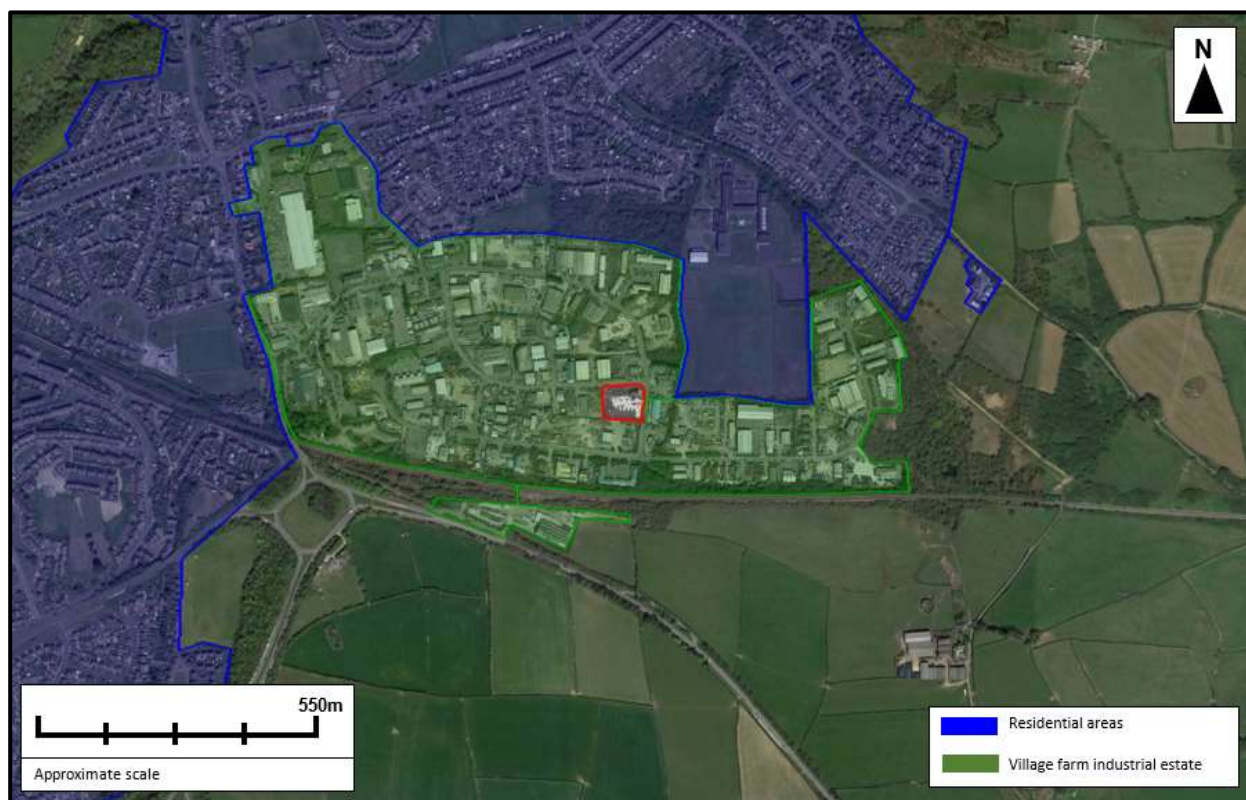 N
550m
Approximate scale
Residential areas
Village farm industrial estate